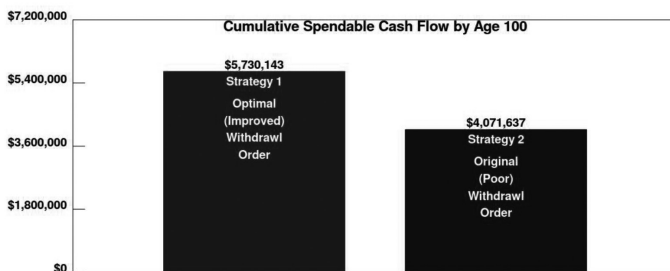 Cumulative Spendable Cash Flow by Age 100
$7,200,000
$5,400,000
$3,600,000
$1,800,000
$0
$5,730,143
Strategy 1
Optimal
(Improved)
Withdrawl
Order
$4,071,637
Strategy 2
Original
(Poor)
Withdrawl
Order